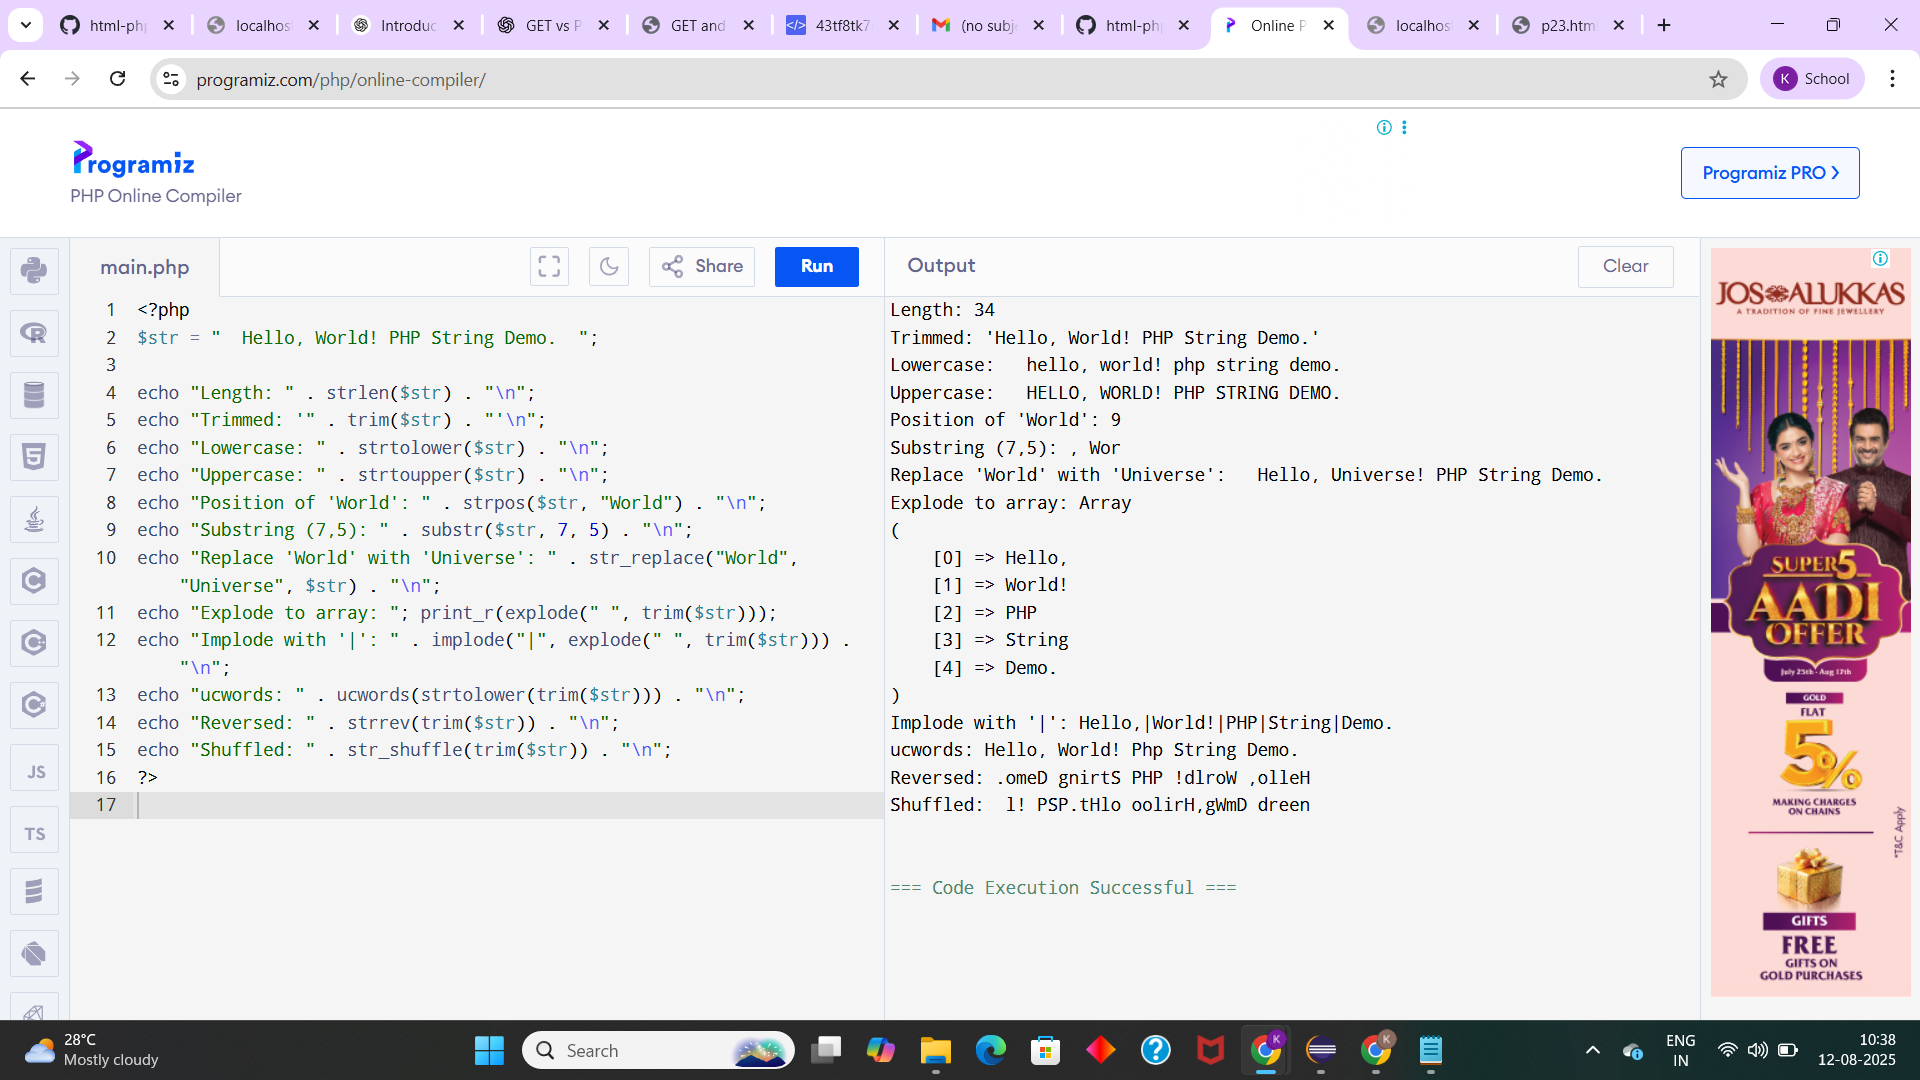 html-php
localhos
Introduc
GET vs P
GET and
43tf8tk7
(no subj
html-php
Online P
localhos
p23.htm
programiz.com/php/online-compiler/
K School
Programiz
PHP Online Compiler
Programiz PRO
main.php
Share
Run
Output
Clear
1 <?php
2 $str = "  Hello, World! PHP String Demo.  ";
3
4 echo "Length: " . strlen($str) . "\n";
5 echo "Trimmed: '" . trim($str) . "'\n";
6 echo "Lowercase: " . strtolower($str) . "\n";
7 echo "Uppercase: " . strtoupper($str) . "\n";
8 echo "Position of 'World': " . strpos($str, "World") . "\n";
9 echo "Substring (7,5): " . substr($str, 7, 5) . "\n";
10 echo "Replace 'World' with 'Universe': " . str_replace("World",
"Universe", $str) . "\n";
11 echo "Explode to array: "; print_r(explode(" ", trim($str)));
12 echo "Implode with '|': " . implode("|", explode(" ", trim($str))) .
"\n";
13 echo "ucwords: " . ucwords(strtolower(trim($str))) . "\n";
14 echo "Reversed: " . strrev(trim($str)) . "\n";
15 echo "Shuffled: " . str_shuffle(trim($str)) . "\n";
16 ?>
17
Length: 34
Trimmed: 'Hello, World! PHP String Demo.'
Lowercase:   hello, world! php string demo.
Uppercase:   HELLO, WORLD! PHP STRING DEMO.
Position of 'World': 9
Substring (7,5): , Wor
Replace 'World' with 'Universe':   Hello, Universe! PHP String Demo.
Explode to array: Array
(
    [0] => Hello,
    [1] => World!
    [2] => PHP
    [3] => String
    [4] => Demo.
)
Implode with '|': Hello,|World!|PHP|String|Demo.
ucwords: Hello, World! Php String Demo.
Reversed: .omeD gnirtS PHP !dlroW ,olleH
Shuffled:  l! PSP.tHlo oolirH,gWmD dreen
=== Code Execution Successful ===
JS
TS
JOS ALUKKAS
A TRADITION OF FINE JEWELLERY
SUPER 5
AADI
OFFER
July 25th - Aug 17th
GOLD
FLAT
5%
MAKING CHARGES
ON CHAINS
*T&C Apply
GIFTS
FREE
GIFTS ON
GOLD PURCHASES
28°C
Mostly cloudy
Search
ENG
IN
10:38
12-08-2025